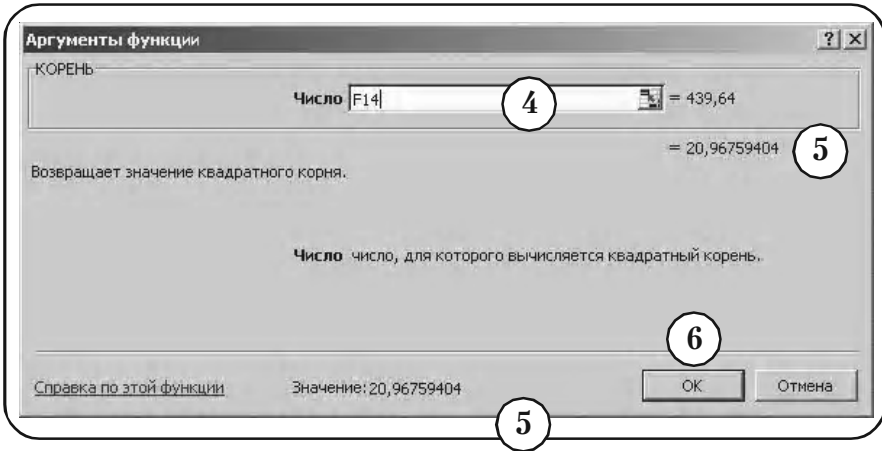 Аргументы функции
КОРЕНЬ
Число F14 4 = 439,64
= 20,96759404 5
Возвращает значение квадратного корня.
Число число, для которого вычисляется квадратный корень.
6
Справка по этой функции Значение: 20,96759404 OK Отмена
5